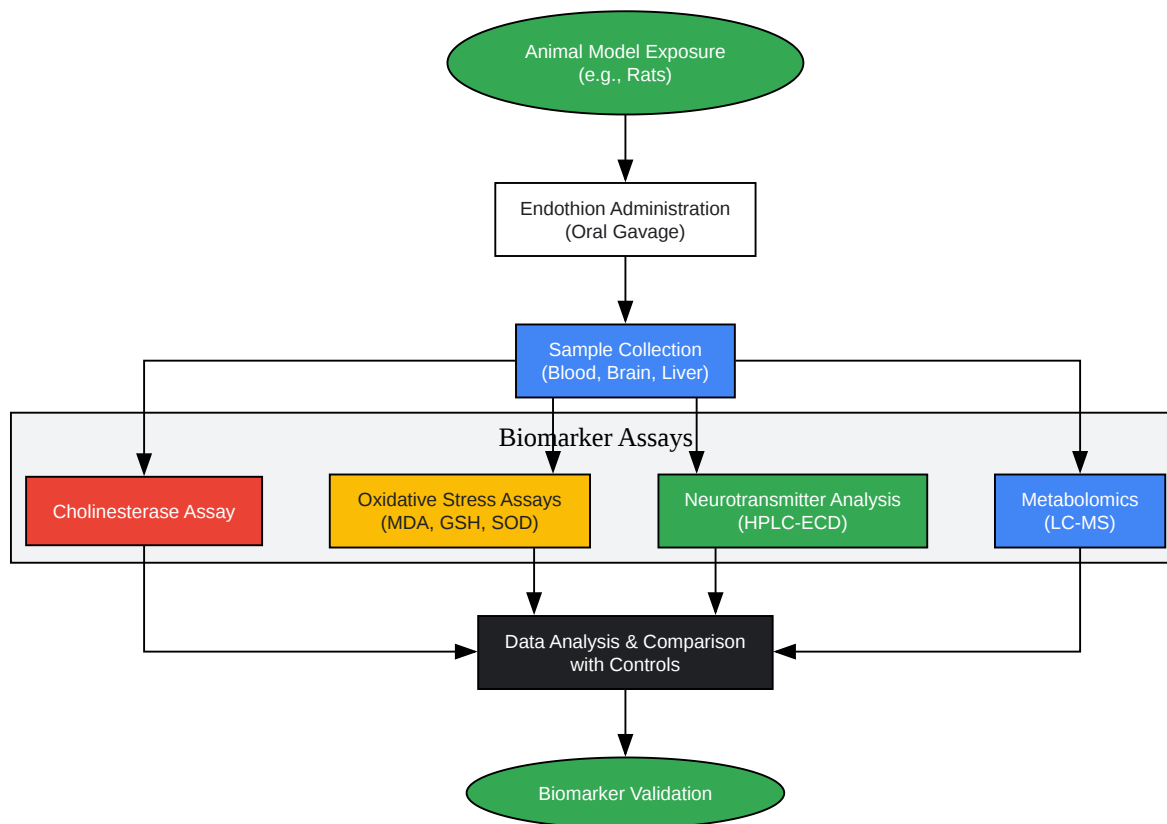 Animal Model Exposure
(e.g., Rats)
Endothion Administration
(Oral Gavage)
Sample Collection
(Blood, Brain, Liver)
Biomarker Assays
Cholinesterase Assay
Oxidative Stress Assays
(MDA, GSH, SOD)
Neurotransmitter Analysis
(HPLC-ECD)
Metabolomics
(LC-MS)
Data Analysis & Comparison
with Controls
Biomarker Validation